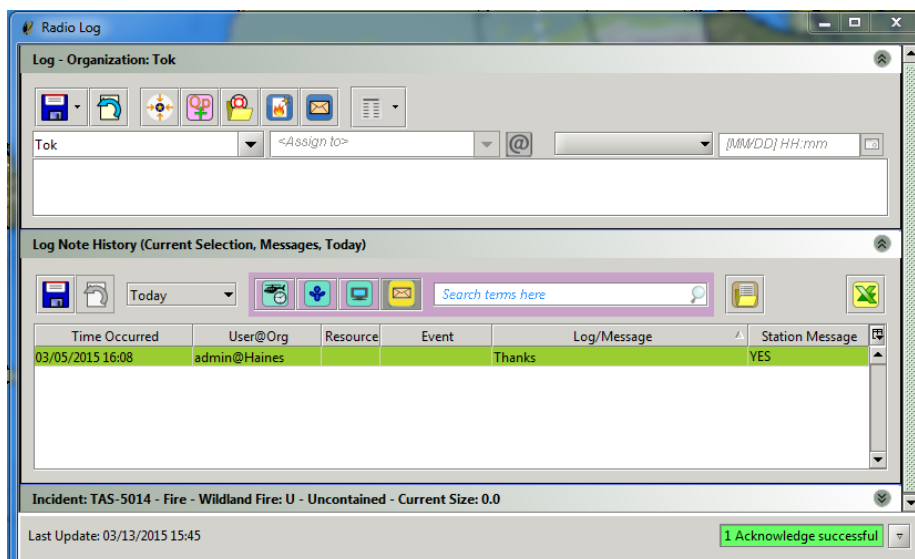 Radio Log
Log - Organization: Tok
Tok <Assign to> @ [MM/DD] HH:mm
Log Note History (Current Selection, Messages, Today)
Today Search terms here
Time Occurred User@Org Resource Event Log/Message Station Message
03/05/2015 16:08 admin@Haines Thanks YES
Incident: TAS-5014 - Fire - Wildland Fire: U - Uncontained - Current Size: 0.0
Last Update: 03/13/2015 15:45 1 Acknowledge successful